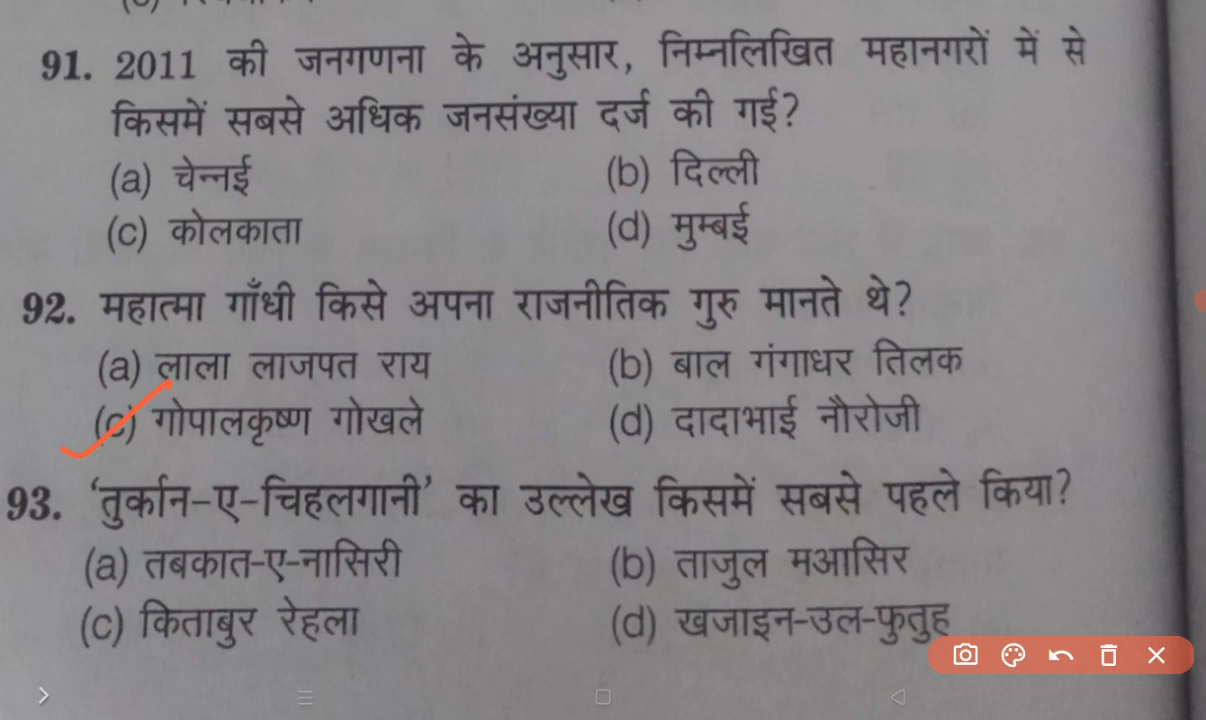 91. 2011 की जनगणना के अनुसार, निम्नलिखित महानगरों में से
किसमें सबसे अधिक जनसंख्या दर्ज की गई?
(a) चेन्नई (b) दिल्ली
(c) कोलकाता (d) मुम्बई
92. महात्मा गाँधी किसे अपना राजनीतिक गुरु मानते थे?
(a) लाला लाजपत राय (b) बाल गंगाधर तिलक
(c) गोपालकृष्ण गोखले (d) दादाभाई नौरोजी
93. ‘तुर्कान-ए-चिहलगानी’ का उल्लेख किसमें सबसे पहले किया?
(a) तबकात-ए-नासिरी (b) ताजुल मआसिर
(c) किताबुर रेहला (d) खजाइन-उल-फुतुह